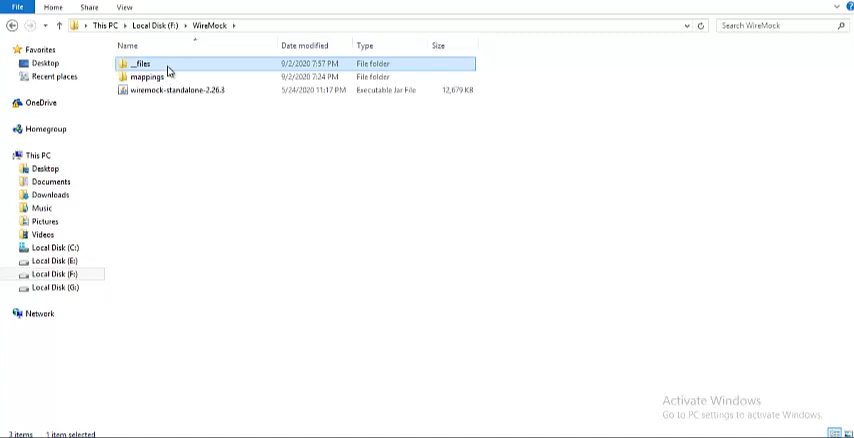 File Home Share View
This PC Local Disk (F:) WireMock Search WireMock
Name Date modified Type Size
Favorites
__files 9/2/2020 7:57 PM File folder
Desktop
mappings 9/2/2020 7:24 PM File folder
Recent places
wiremock-standalone-2.26.3 5/24/2020 11:17 PM Executable Jar File 12,679 KB
OneDrive
Homegroup
This PC
Desktop
Documents
Downloads
Music
Pictures
Videos
Local Disk (C:)
Local Disk (E:)
Local Disk (F:)
Local Disk (G:)
Network
Activate Windows
Go to PC settings to activate Windows.
3 items 1 item selected